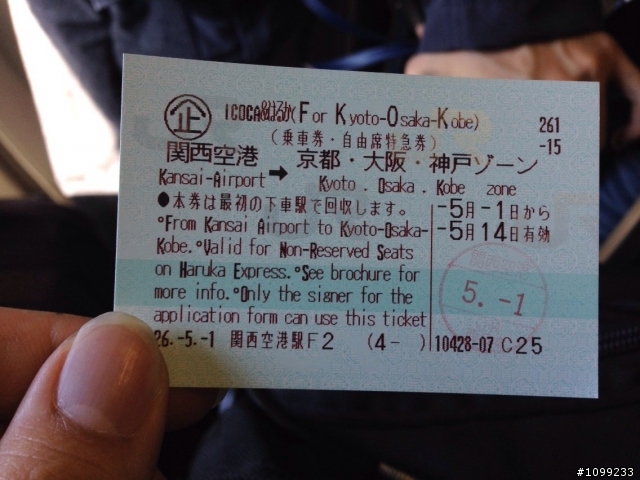 企 ICOCA&はるか(For Kyoto-Osaka-Kobe)
(乗車券・自由席特急券)
261
-15
関西空港 ➡ 京都・大阪・神戸ゾーン
Kansai-Airport Kyoto . Osaka . Kobe zone
●本券は最初の下車駅で回収します。
°From Kansai Airport to Kyoto-Osaka-
Kobe.°Valid for Non-Reserved Seats
on Haruka Express.°See brochure for
more info.°Only the signer for the
application form can use this ticket
-5月-1日から
-5月14日有効
5.-1
26.-5.-1 関西空港駅F2 (4- ) 10428-07 C25
#1099233